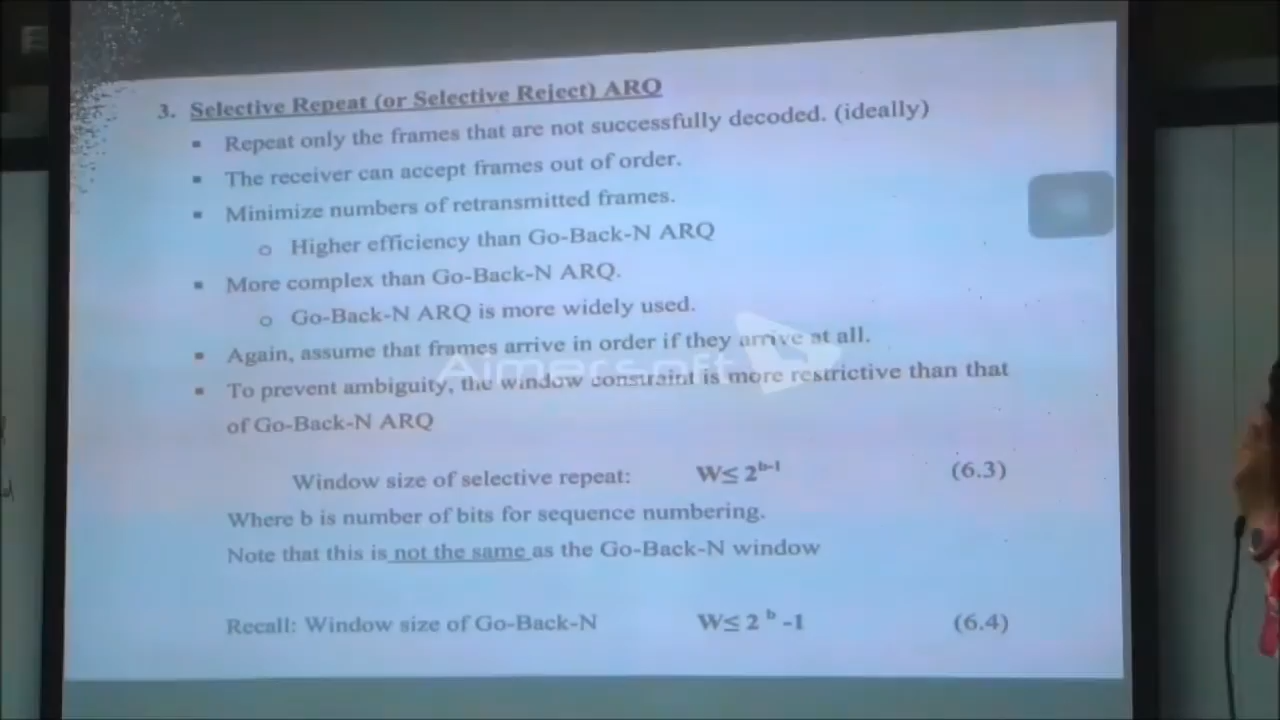 3. Selective Repeat (or Selective Reject) ARQ
▪ Repeat only the frames that are not successfully decoded. (ideally)
▪ The receiver can accept frames out of order.
▪ Minimize numbers of retransmitted frames.
o Higher efficiency than Go-Back-N ARQ
▪ More complex than Go-Back-N ARQ.
o Go-Back-N ARQ is more widely used.
▪ Again, assume that frames arrive in order if they arrive at all.
Aimersoft
▪ To prevent ambiguity, the window constraint is more restrictive than that
of Go-Back-N ARQ
Window size of selective repeat: W≤ 2^b-1 (6.3)
Where b is number of bits for sequence numbering.
Note that this is not the same as the Go-Back-N window
Recall: Window size of Go-Back-N W≤ 2^b -1 (6.4)